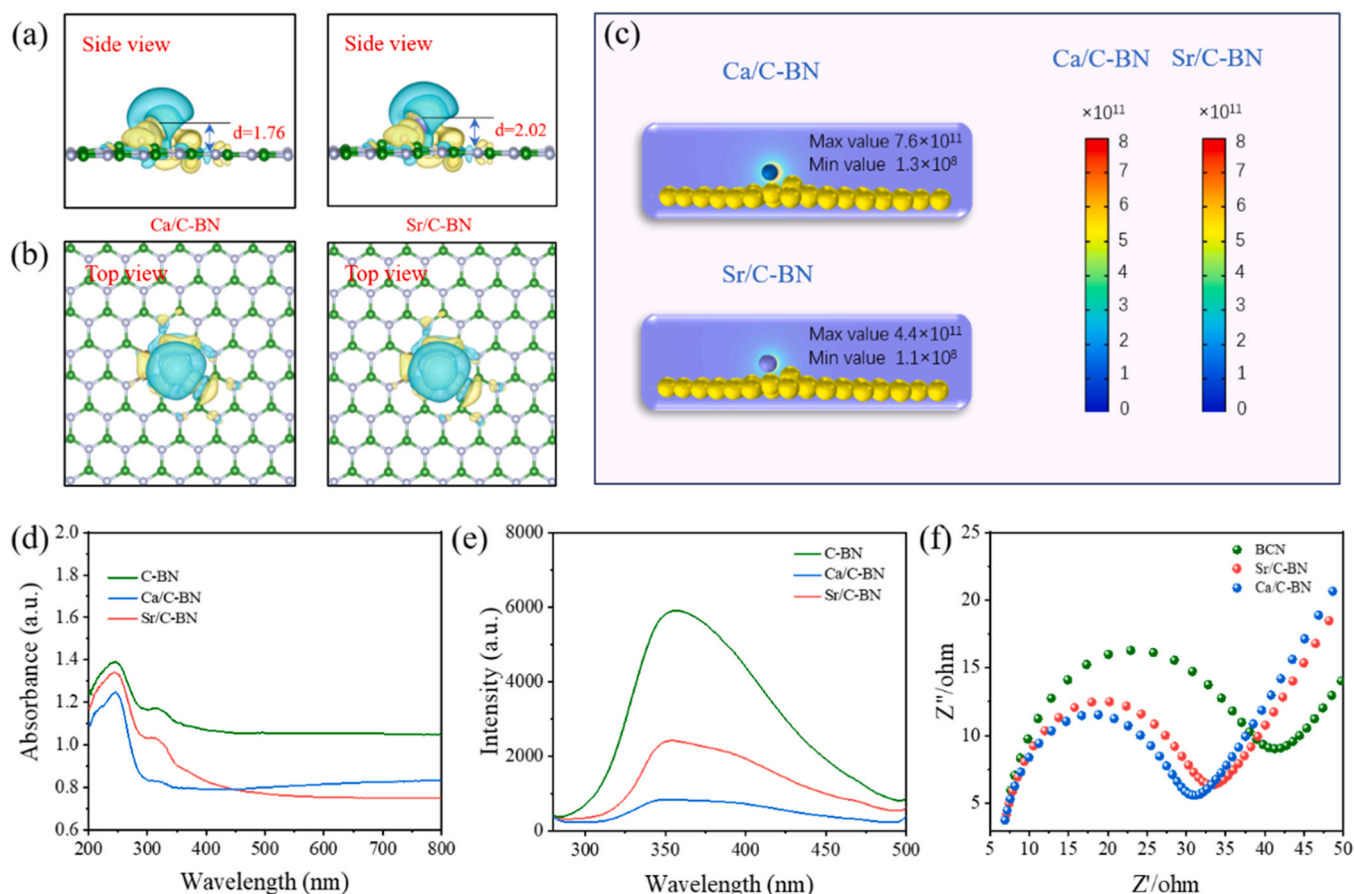 (a)
Side view
d=1.76
Side view
d=2.02
Ca/C-BN
Sr/C-BN
(b)
Top view
Top view
(c)
Ca/C-BN
Max value 7.6×10¹¹
Min value 1.3×10⁸
Sr/C-BN
Max value 4.4×10¹¹
Min value 1.1×10⁸
Ca/C-BN
Sr/C-BN
×10¹¹
8
7
6
5
4
3
2
1
0
×10¹¹
8
7
6
5
4
3
2
1
0
(d)
Absorbance (a.u.)
2.0
1.8
1.6
1.4
1.2
1.0
0.8
0.6
C-BN
Ca/C-BN
Sr/C-BN
200 300 400 500 600 700 800
Wavelength (nm)
(e)
Intensity (a.u.)
8000
6000
4000
2000
0
C-BN
Ca/C-BN
Sr/C-BN
300 350 400 450 500
Wavelength (nm)
(f)
Z''/ohm
25
20
15
10
5
BCN
Sr/C-BN
Ca/C-BN
5 10 15 20 25 30 35 40 45 50
Z'/ohm